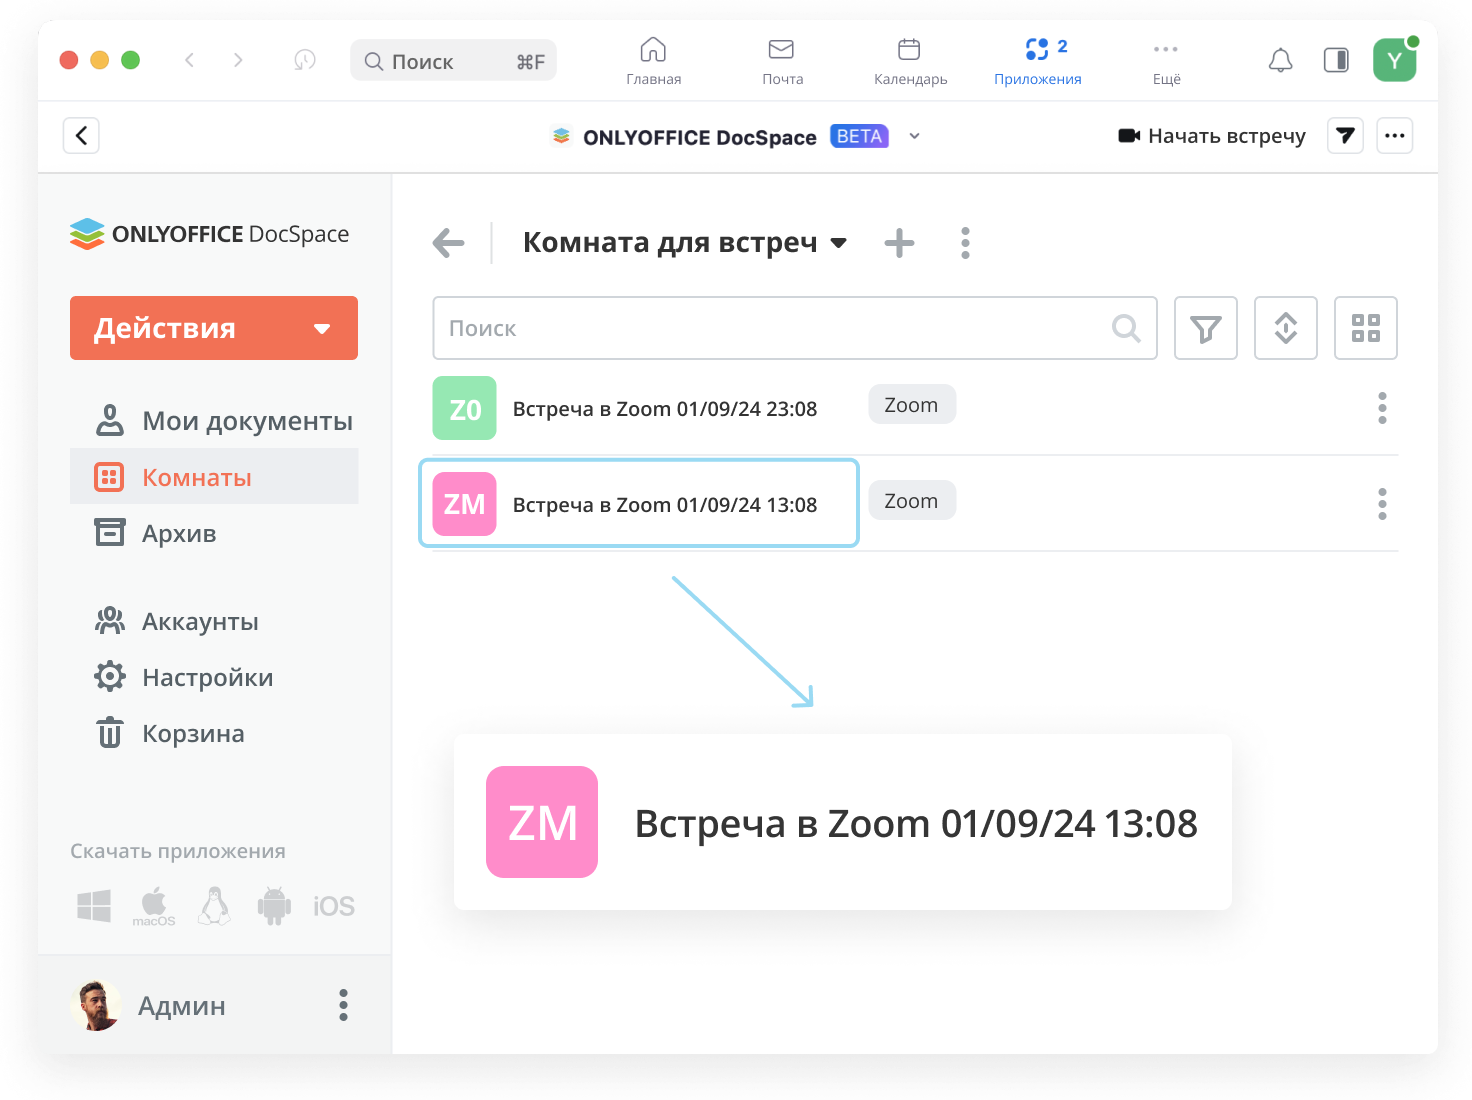 Поиск ⌘F
Главная
Почта
Календарь
Приложения 2
Ещё
Y
ONLYOFFICE DocSpace BETA
Начать встречу
ONLYOFFICE DocSpace
Действия
Мои документы
Комнаты
Архив
Аккаунты
Настройки
Корзина
Скачать приложения
macOS
iOS
Админ
Комната для встреч
Поиск
Z0 Встреча в Zoom 01/09/24 23:08 Zoom
ZM Встреча в Zoom 01/09/24 13:08 Zoom
ZM Встреча в Zoom 01/09/24 13:08